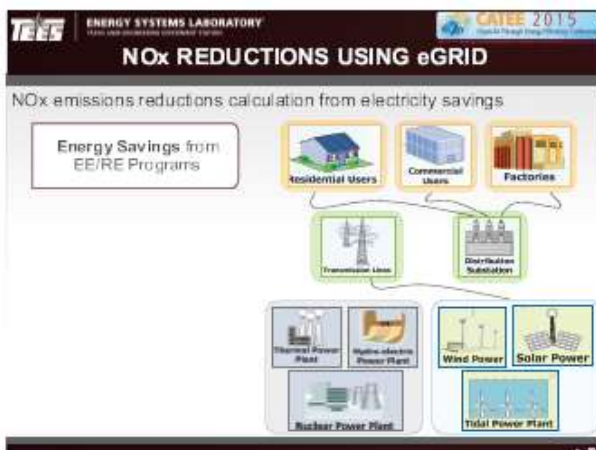 TEES
ENERGY SYSTEMS LABORATORY
CATEE 2015
NOx REDUCTIONS USING eGRID
NOx emissions reductions calculation from electricity savings
Energy Savings from
EE/RE Programs
Residential Users
Commercial
Users
Factories
Transmission Lines
Distribution
Substation
Thermal Power
Plant
Hydro-electric
Power Plant
Wind Power
Solar Power
Nuclear Power Plant
Tidal Power Plant